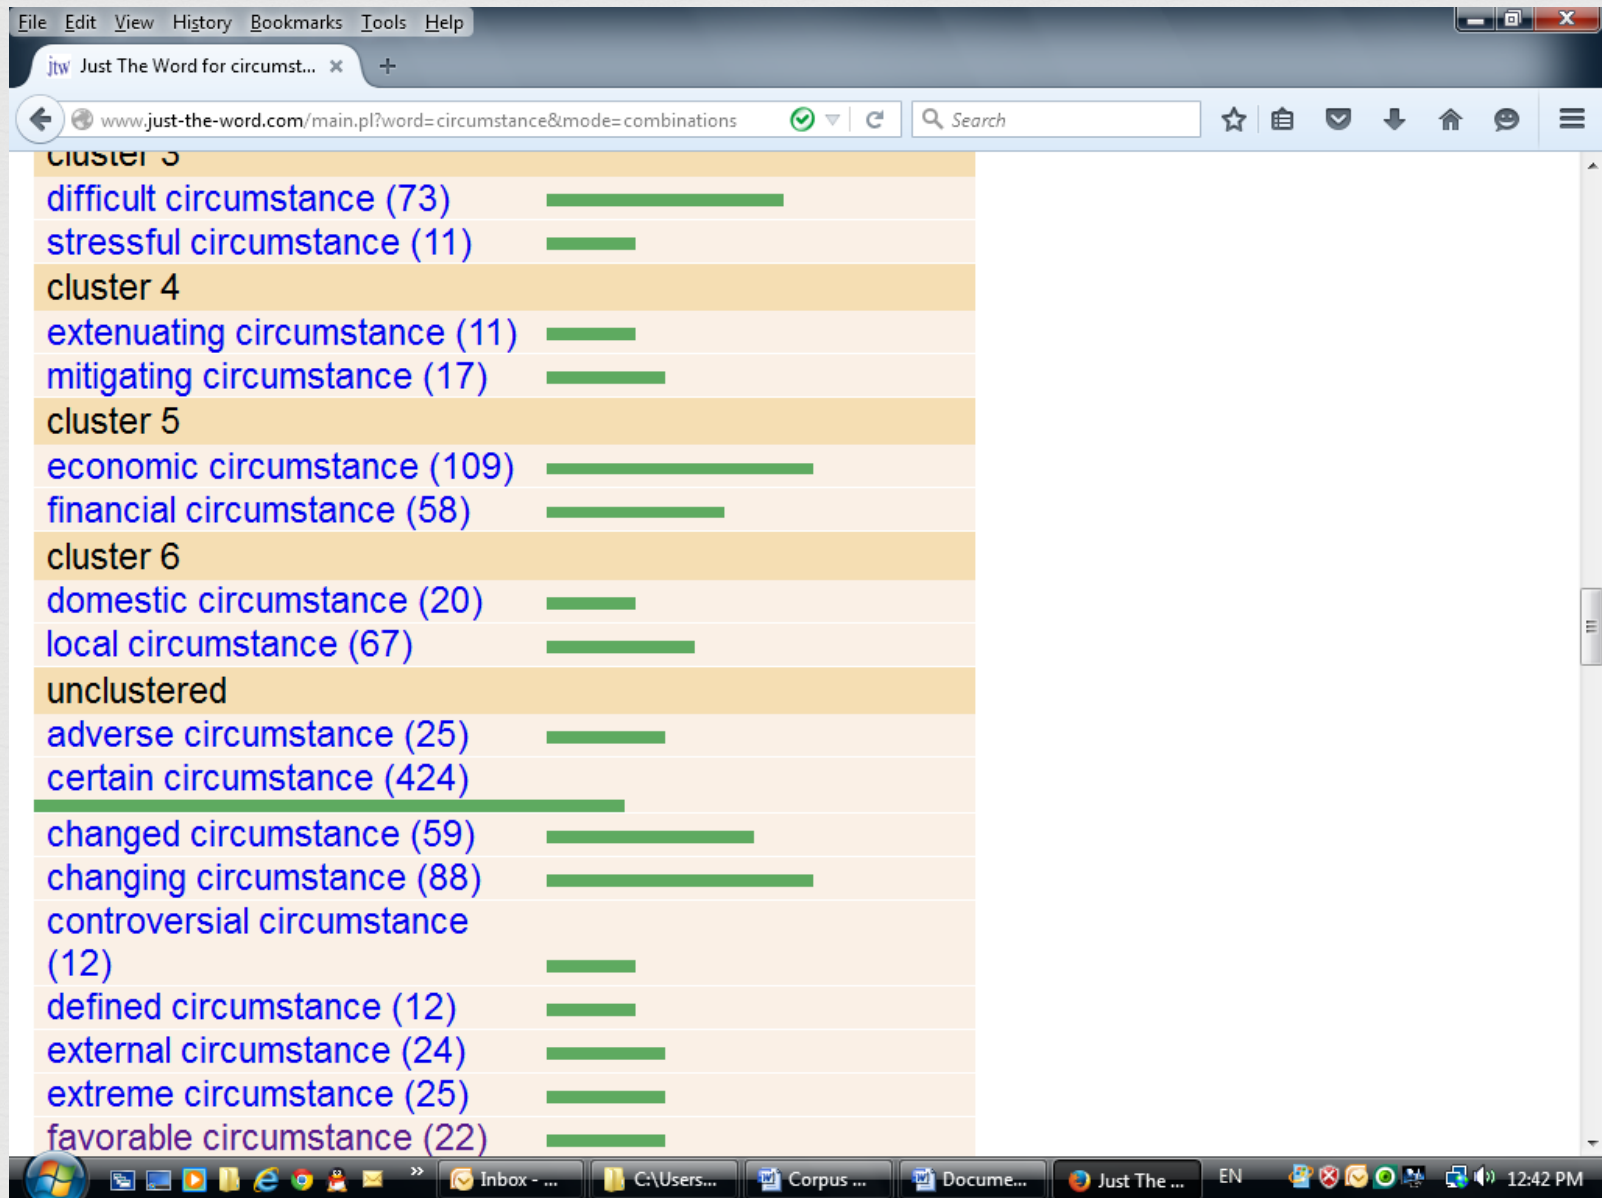 File Edit View History Bookmarks Tools Help
jtw Just The Word for circumst... × +
www.just-the-word.com/main.pl?word=circumstance&mode=combinations Search
cluster 3
difficult circumstance (73)
stressful circumstance (11)
cluster 4
extenuating circumstance (11)
mitigating circumstance (17)
cluster 5
economic circumstance (109)
financial circumstance (58)
cluster 6
domestic circumstance (20)
local circumstance (67)
unclustered
adverse circumstance (25)
certain circumstance (424)
changed circumstance (59)
changing circumstance (88)
controversial circumstance
(12)
defined circumstance (12)
external circumstance (24)
extreme circumstance (25)
favorable circumstance (22)
» Inbox - ... C:\Users... Corpus ... Docume... Just The ... EN 12:42 PM